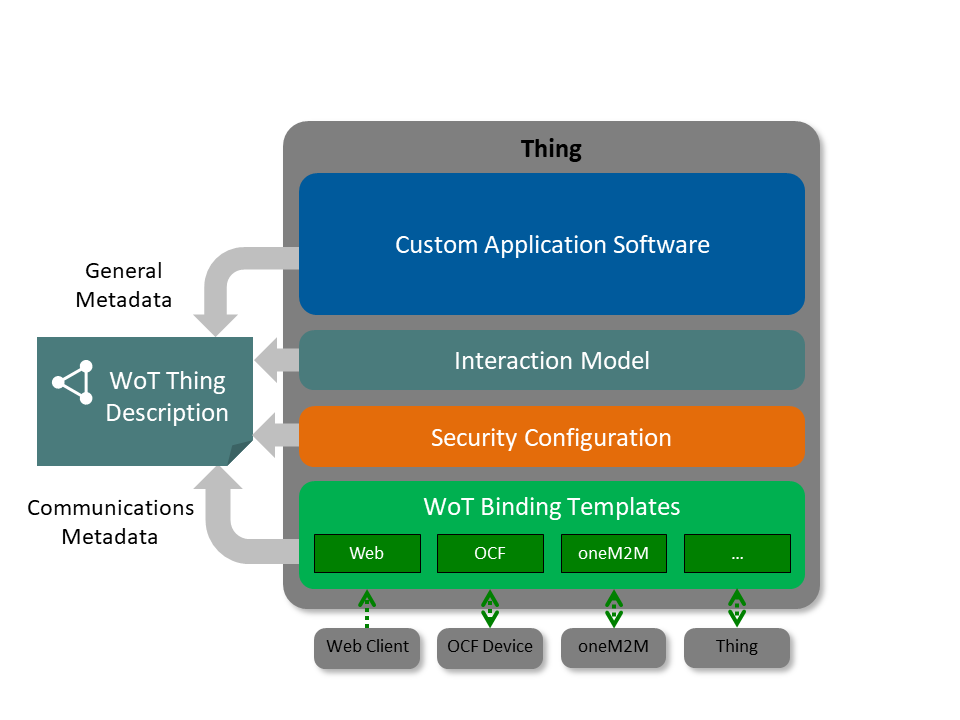 Thing
Custom Application Software
General
Metadata
Interaction Model
WoT Thing
Description
Security Configuration
Communications
Metadata
WoT Binding Templates
Web
OCF
oneM2M
...
Web Client
OCF Device
oneM2M
Thing